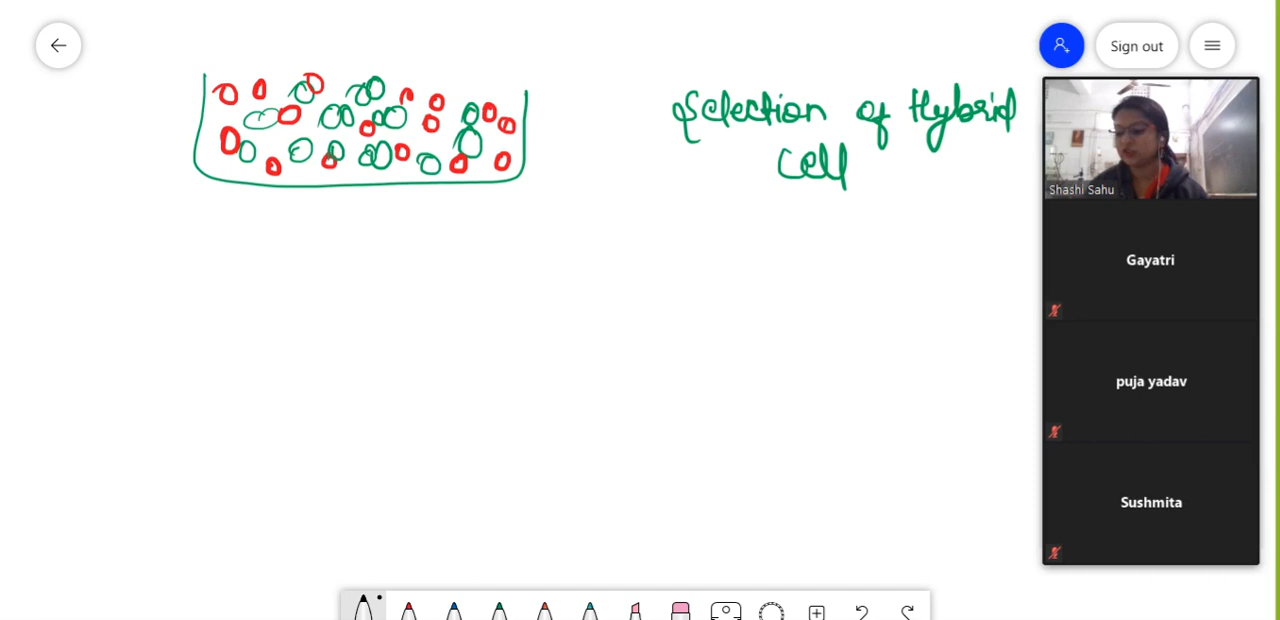 Sign out
Selection of Hybrid
Cell
Shashi Sahu
Gayatri
puja yadav
Sushmita